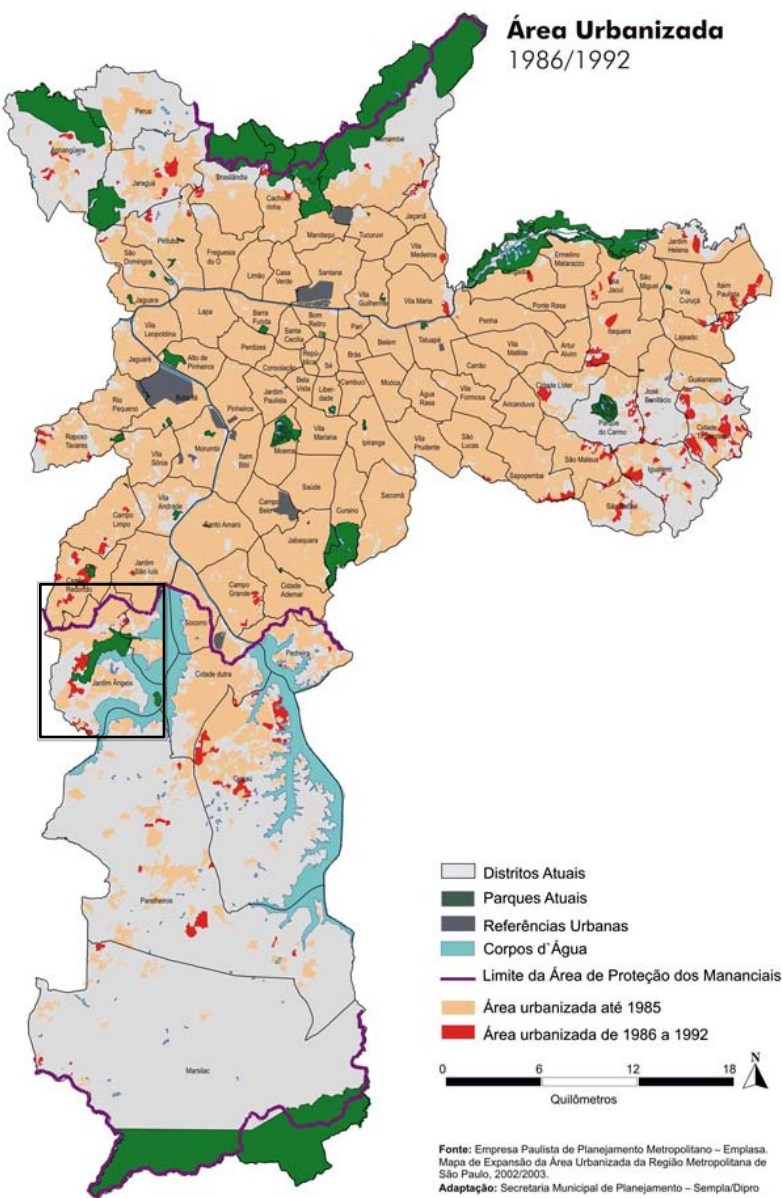 Área Urbanizada
1986/1992
Perus
Anhangüera
Jaraguá
Brasilândia
Cachoei-
rinha
Tremembé
Jaçanã
Mandaqui
Tucuruvi
Pirituba
Freguesia
do Ó
Limão
Casa
Verde
Santana
Vila
Medeiros
São
Domingos
Jaguara
Vila
Guilherme
Vila Maria
Ermelino
Matarazzo
Jardim
Helena
São
Miguel
Vila
Curuçá
Itaim
Paulista
Jacuí
Ponte Rasa
Itaquera
Lajeado
Vila
Leopoldina
Lapa
Barra
Funda
Bom
Retiro
Pari
Belém
Tatuapé
Penha
Vila
Matilde
Artur
Alvim
Perdizes
Santa
Cecília
Repú-
blica
Sé
Brás
Jaguaré
Alto de
Pinheiros
Consolação
Bela
Vista
Liber-
dade
Cambuci
Moóca
Carrão
Água
Rasa
Vila
Formosa
Aricanduva
Cidade Líder
Parque
do Carmo
José
Bonifácio
Guaianases
Rio
Pequeno
Butantã
Pinheiros
Jardim
Paulista
Raposo
Tavares
Vila
Sônia
Morumbi
Itaim
Bibi
Moema
Vila
Mariana
Ipiranga
Vila
Prudente
São
Lucas
Sapopemba
São Mateus
Iguatemi
São Rafael
Vila
Andrade
Campo
Belo
Saúde
Cursino
Sacomã
Campo
Limpo
Santo Amaro
Jabaquara
Jardim
São luís
Campo
Grande
Cidade
Ademar
Redondo
Socorro
Pedreira
Cidade dutra
Jardim Ângela
Grajaú
Parelheiros
Marsilac
Distritos Atuais
Parques Atuais
Referências Urbanas
Corpos d`Água
Limite da Área de Proteção dos Mananciais
Área urbanizada até 1985
Área urbanizada de 1986 a 1992
0 6 12 18
N
Quilômetros
Fonte: Empresa Paulista de Planejamento Metropolitano – Emplasa.
Mapa de Expansão da Área Urbanizada da Região Metropolitana de
São Paulo, 2002/2003.
Adaptação: Secretaria Municipal de Planejamento – Sempla/Dipro